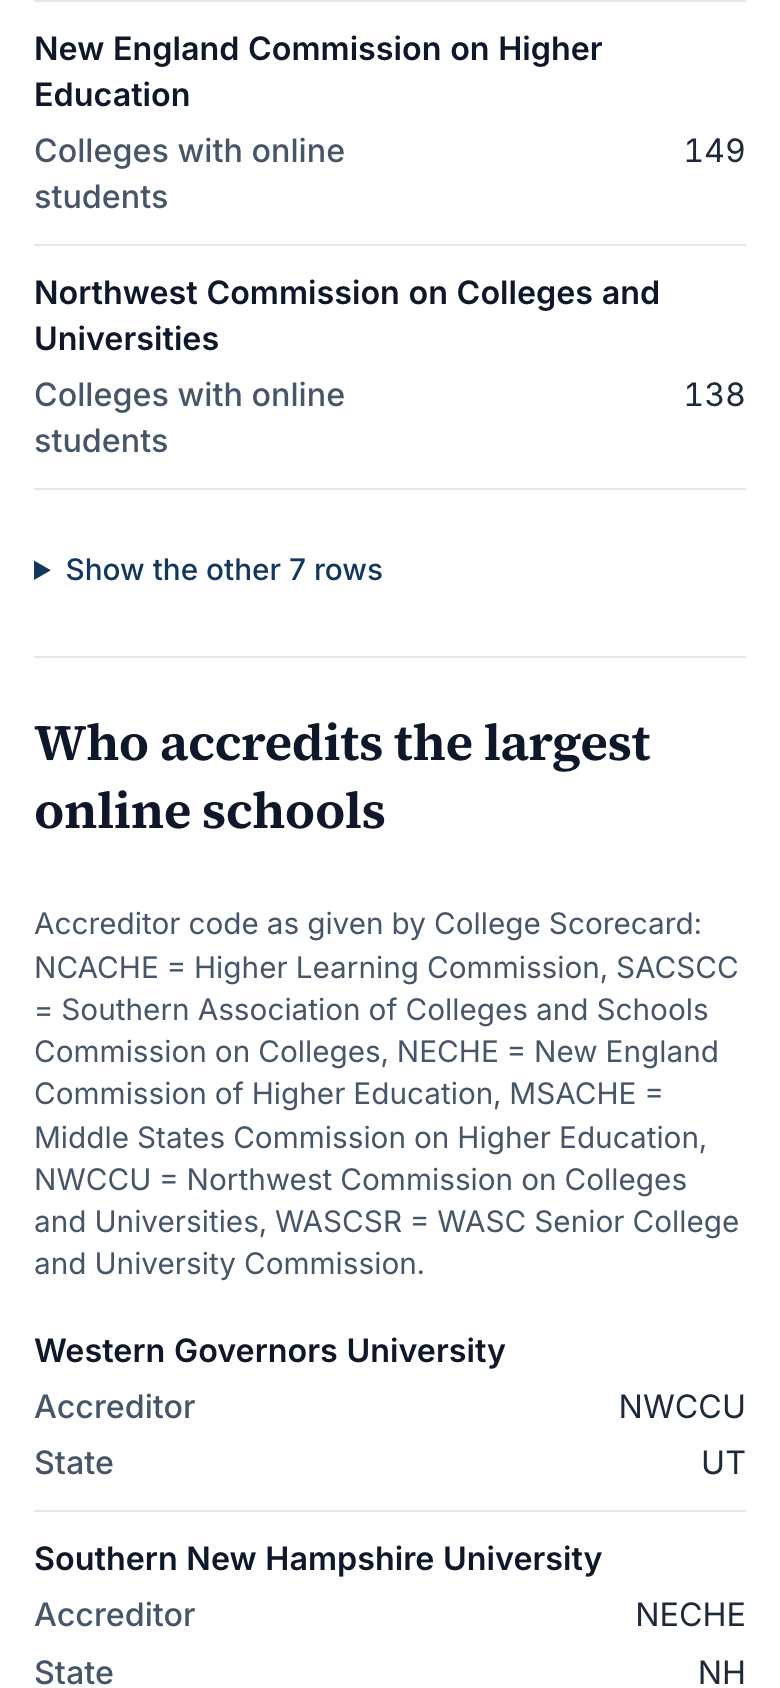 New England Commission on Higher
Education
Colleges with online
students
149
Northwest Commission on Colleges and
Universities
Colleges with online
students
138
Show the other 7 rows
Who accredits the largest
online schools
Accreditor code as given by College Scorecard:
NCACHE = Higher Learning Commission, SACSCC
= Southern Association of Colleges and Schools
Commission on Colleges, NECHE = New England
Commission of Higher Education, MSACHE =
Middle States Commission on Higher Education,
NWCCU = Northwest Commission on Colleges
and Universities, WASCSR = WASC Senior College
and University Commission.
Western Governors University
Accreditor NWCCU
State UT
Southern New Hampshire University
Accreditor NECHE
State NH